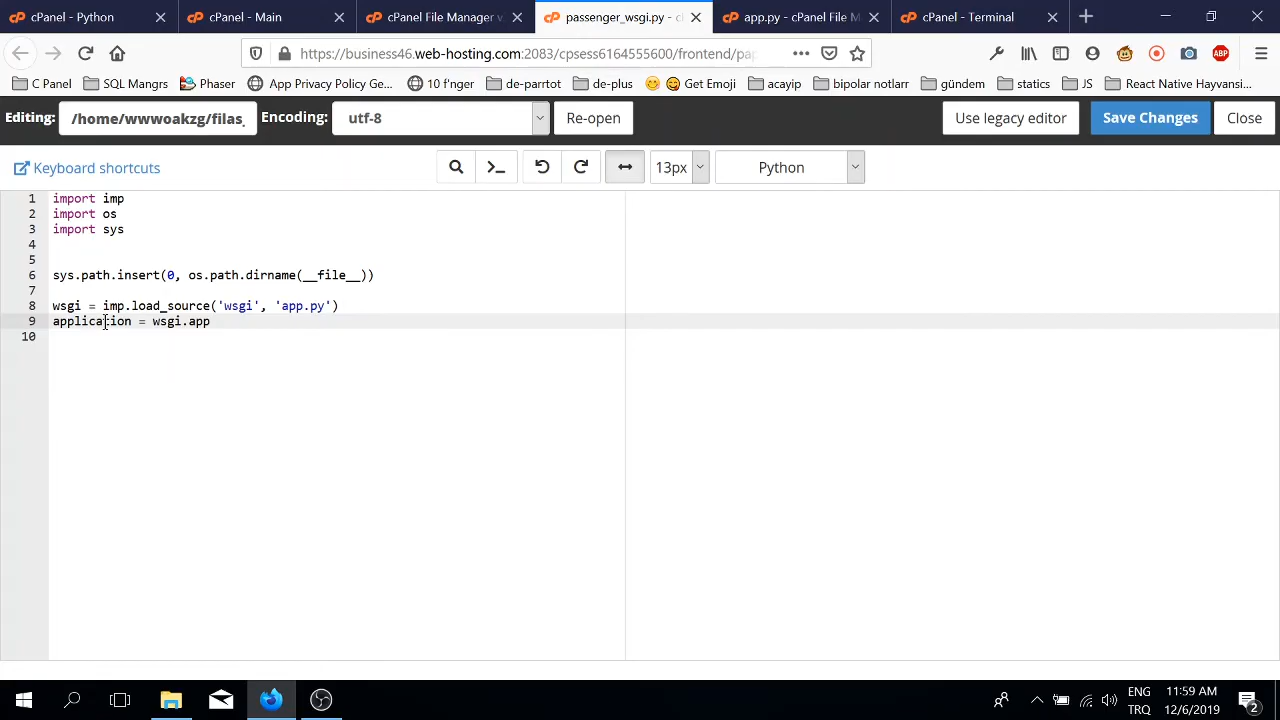 cPanel - Python
cPanel - Main
cPanel File Manager v
passenger_wsgi.py - c
app.py - cPanel File M
cPanel - Terminal
https://business46.web-hosting.com:2083/cpsess6164555600/frontend/pap
C Panel
SQL Mangrs
Phaser
App Privacy Policy Ge...
10 f'nger
de-parrtot
de-plus
Get Emoji
acayip
bipolar notlarr
gündem
statics
JS
React Native Hayvansi...
Editing: /home/wwwoakzg/filas_ Encoding: utf-8 Re-open Use legacy editor Save Changes Close
Keyboard shortcuts
13px
Python
1 import imp
2 import os
3 import sys
4
5
6 sys.path.insert(0, os.path.dirname(__file__))
7
8 wsgi = imp.load_source('wsgi', 'app.py')
9 application = wsgi.app
10
ENG 11:59 AM
TRQ 12/6/2019
2